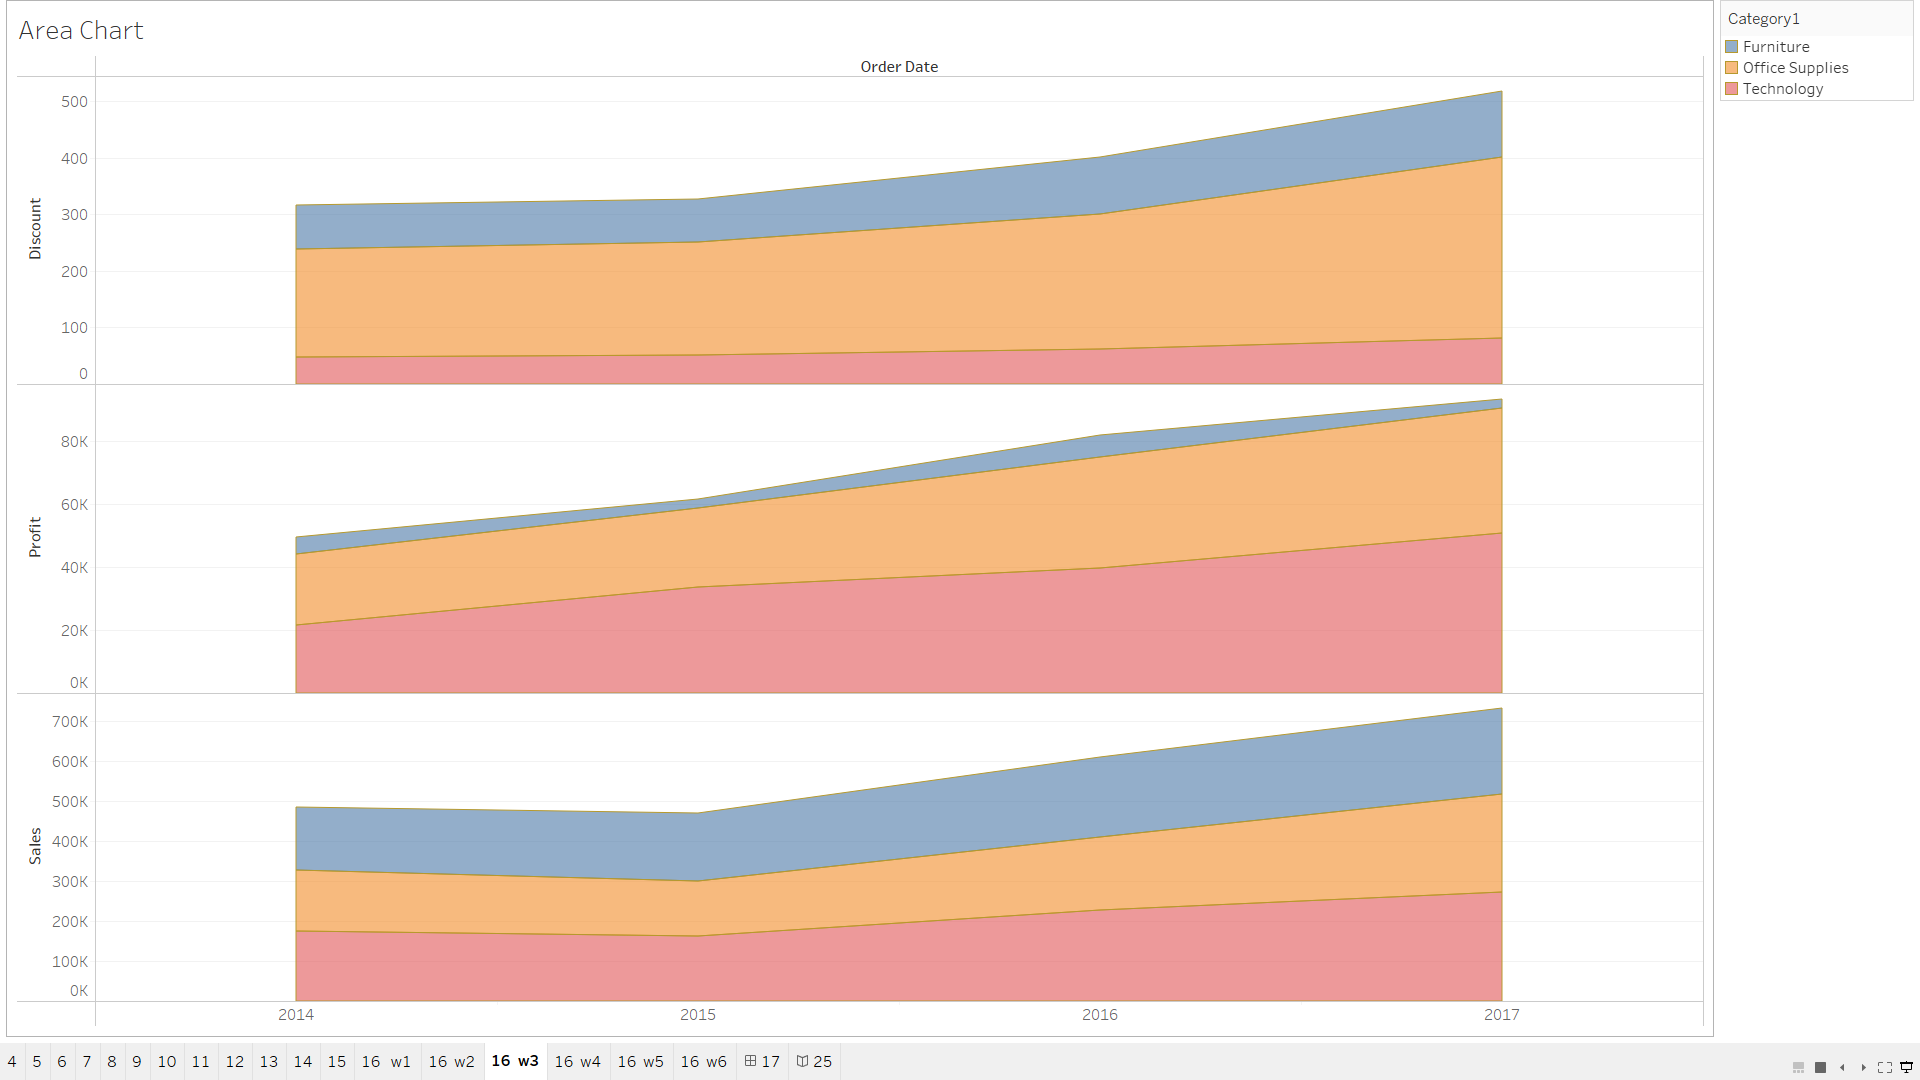 Area Chart
Order Date
Discount
500
400
300
200
100
0
Profit
80K
60K
40K
20K
0K
Sales
700K
600K
500K
400K
300K
200K
100K
0K
2014 2015 2016 2017
Category1
Furniture
Office Supplies
Technology
4 5 6 7 8 9 10 11 12 13 14 15 16 w1 16 w2 16 w3 16 w4 16 w5 16 w6 17 25